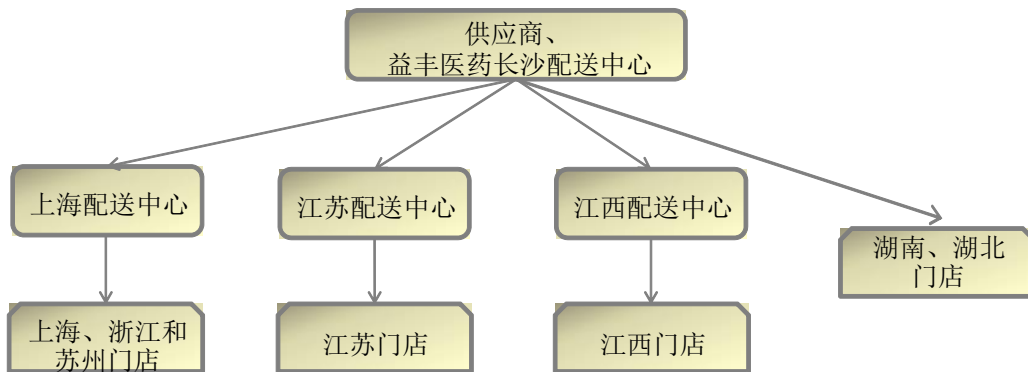 供应商、
益丰医药长沙配送中心
上海配送中心
江苏配送中心
江西配送中心
湖南、湖北
门店
上海、浙江和
苏州门店
江苏门店
江西门店